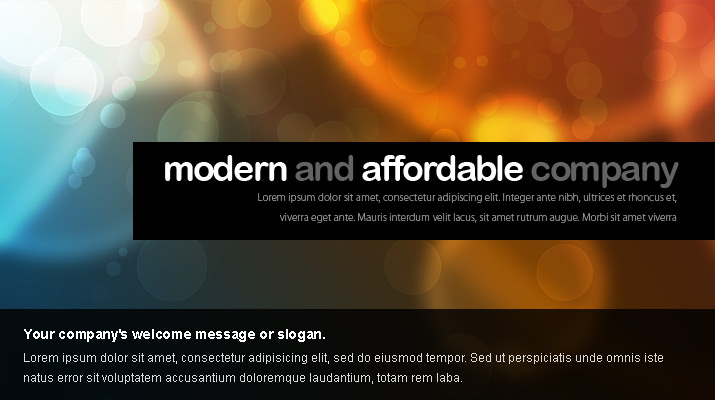 modern and affordable company
Lorem ipsum dolor sit amet, consectetur adipiscing elit. Integer ante nibh, ultrices et rhoncus et,
viverra eget ante. Mauris interdum velit lacus, sit amet rutrum augue. Morbi sit amet viverra
Your company's welcome message or slogan.
Lorem ipsum dolor sit amet, consectetur adipisicing elit, sed do eiusmod tempor. Sed ut perspiciatis unde omnis iste
natus error sit voluptatem accusantium doloremque laudantium, totam rem laba.